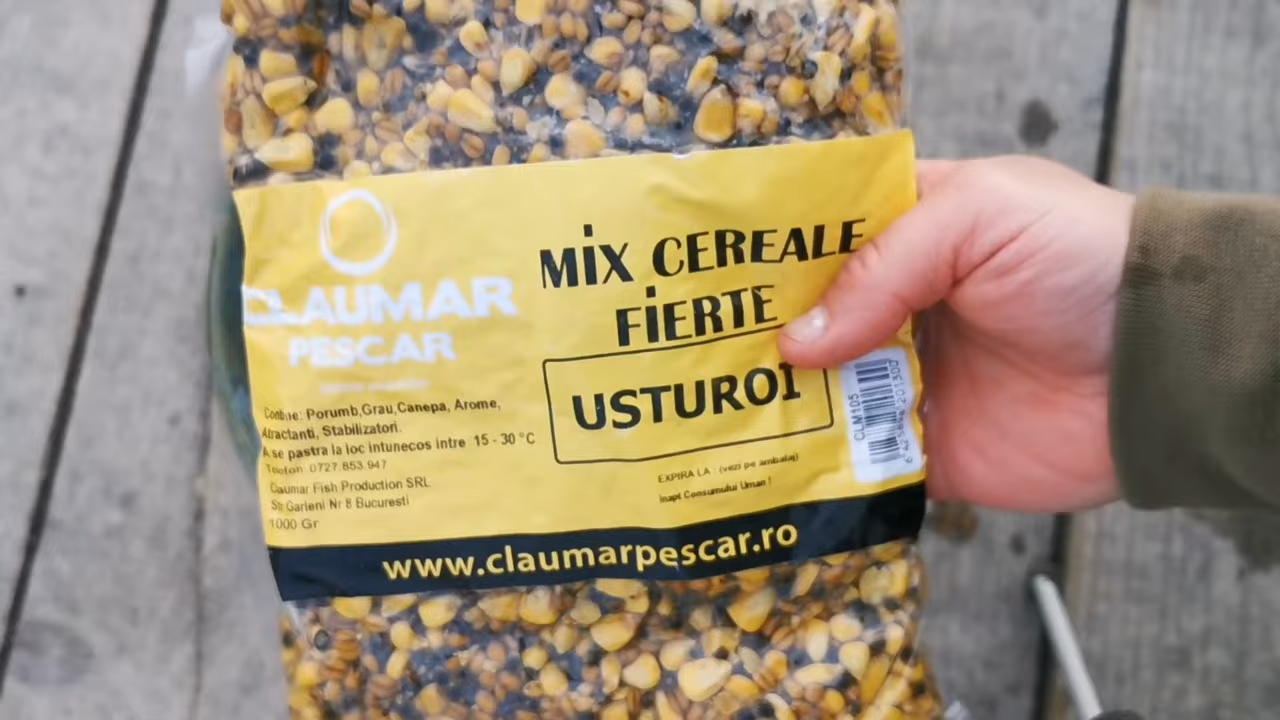 CLAUMAR
PESCAR
MIX CEREALE
FIERTE
USTUROI
Contine: Porumb,Grau,Canepa, Arome,
Atractanti, Stabilizatori.
A se pastra la loc intunecos intre 15 - 30 °C
Telefon: 0727.853.947
Claumar Fish Production SRL
Str Garleni Nr 8 Bucuresti
1000 Gr
EXPIRA LA : (vezi pe ambalaj)
Inapt Consumului Uman !
CLM105
www.claumarpescar.ro